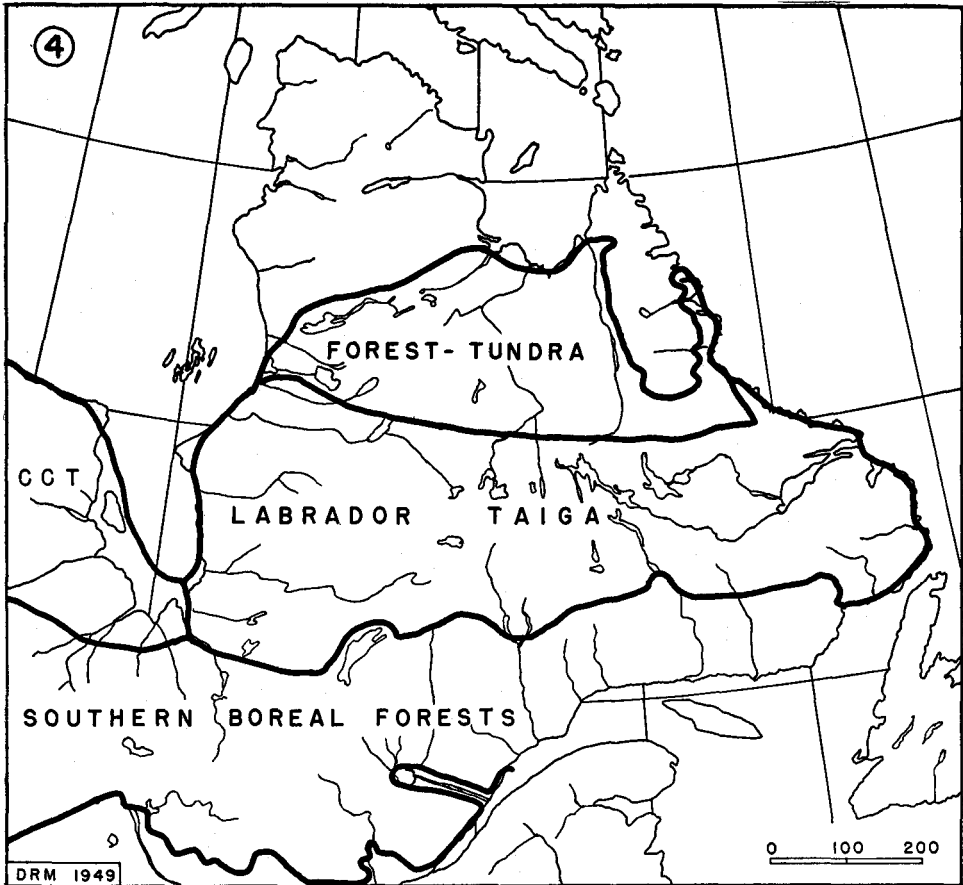 4
FOREST-TUNDRA
CCT
LABRADOR TAIGA
SOUTHERN BOREAL FORESTS
0 100 200
DRM 1949